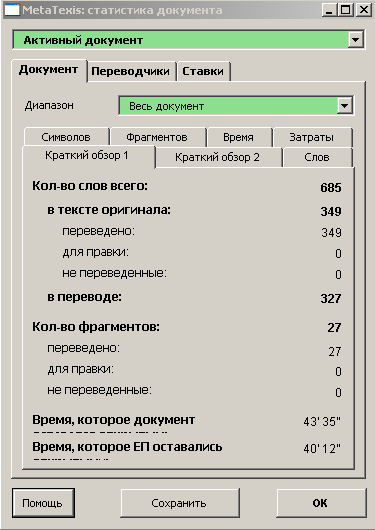 MetaTexis: статистика документа
Активный документ
Документ Переводчики Ставки
Диапазон Весь документ
Символов Фрагментов Время Затраты
Краткий обзор 1 Краткий обзор 2 Слов
Кол-во слов всего: 685
в тексте оригинала: 349
переведено: 349
для правки: 0
не переведенные: 0
в переводе: 327
Кол-во фрагментов: 27
переведено: 27
для правки: 0
не переведенные: 0
Время, которое документ 43'35"
Время, которое ЕП оставались 40'12"
Помощь Сохранить OK